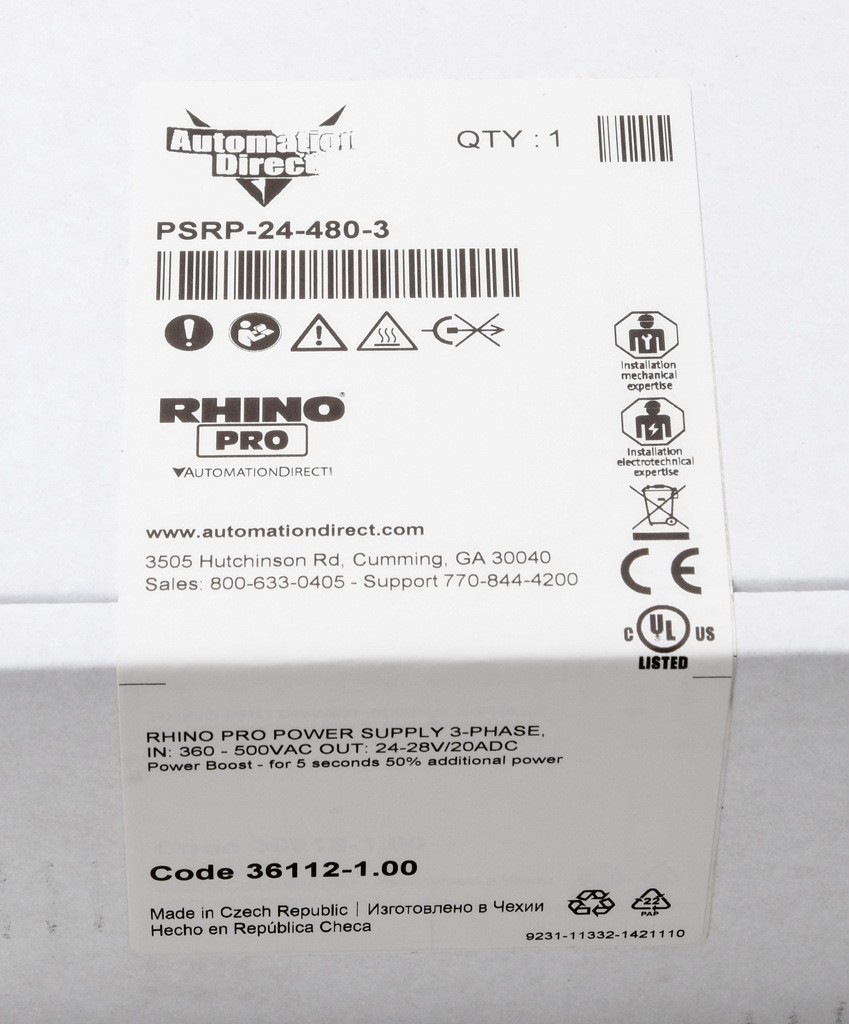 Automation
Direct
QTY : 1
PSRP-24-480-3
RHINO®
PRO
AUTOMATIONDIRECT
www.automationdirect.com
3505 Hutchinson Rd, Cumming, GA 30040
Sales: 800-633-0405 - Support 770-844-4200
Installation
mechanical
expertise
Installation
electrotechnical
expertise
CE
C UL US
LISTED
RHINO PRO POWER SUPPLY 3-PHASE,
IN: 360 - 500VAC OUT: 24-28V/20ADC
Power Boost - for 5 seconds 50% additional power
Code 36112-1.00
Made in Czech Republic | Изготовлено в Чехии
Hecho en República Checa
22
PAP
9231-11332-1421110